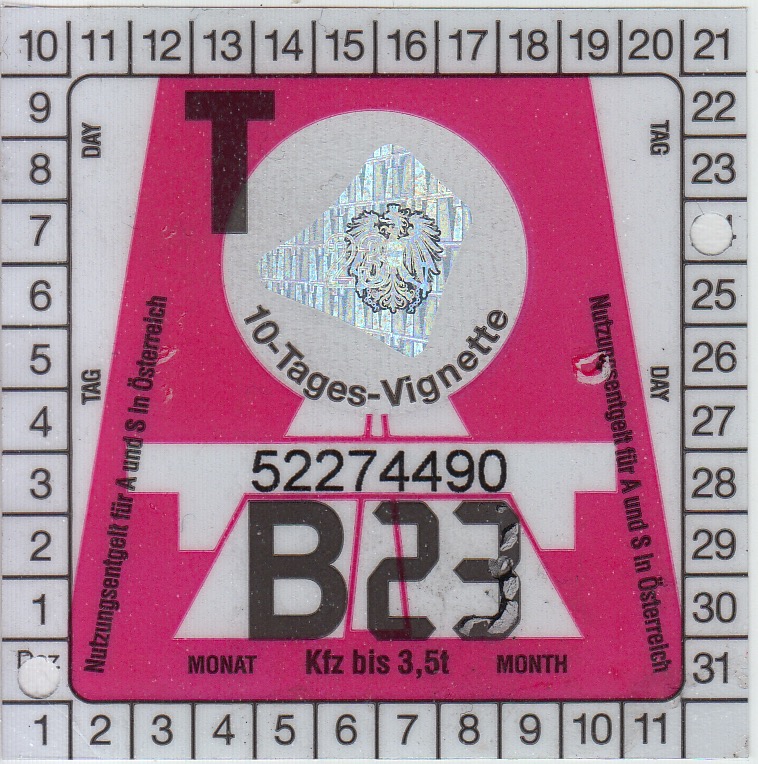 10 11 12 13 14 15 16 17 18 19 20 21
9 22
8 23
7
6 25
5 26
4 27
3 28
2 29
1 30
Dez 31
1 2 3 4 5 6 7 8 9 10 11
DAY
TAG
TAG
DAY
T
10-Tages-Vignette
Nutzungsentgelt für A und S in Österreich
Nutzungsentgelt für A und S in Österreich
52274490
B23
MONAT Kfz bis 3,5t MONTH